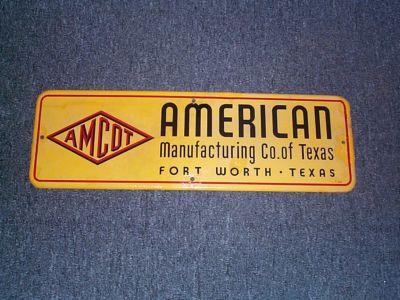 AMCOT
AMERICAN
Manufacturing Co. of Texas
FORT WORTH · TEXAS